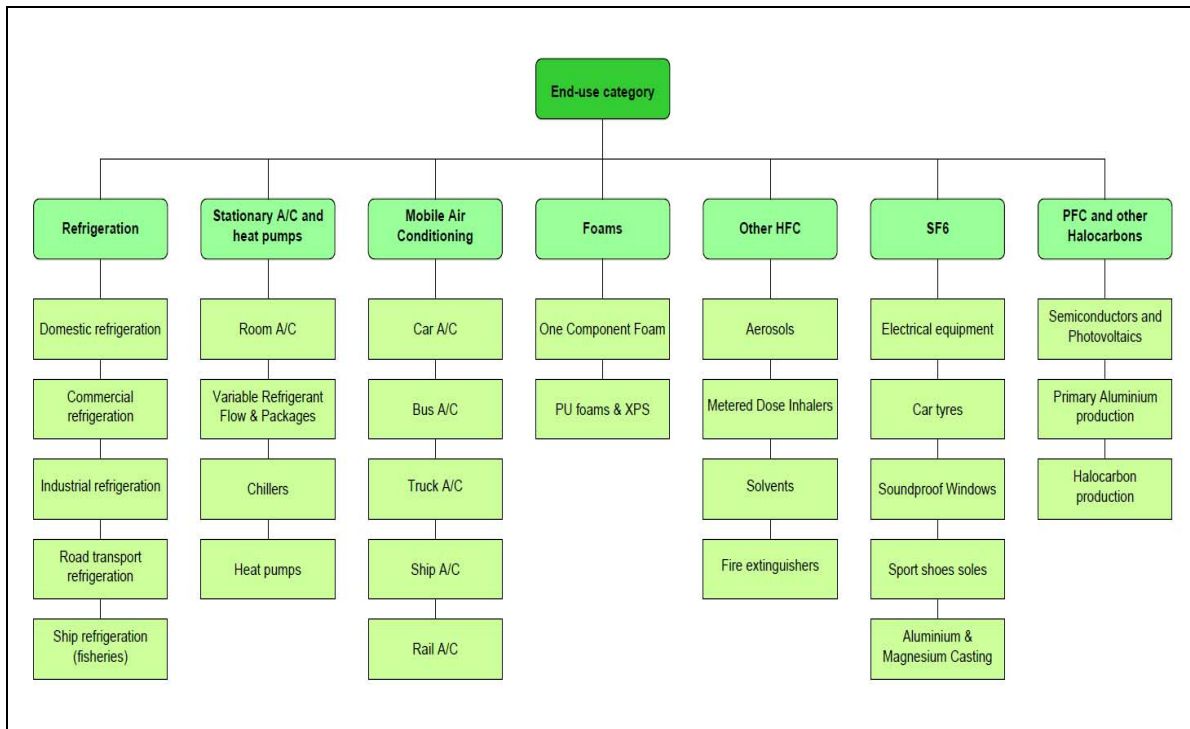 End-use category
Refrigeration
Stationary A/C and
heat pumps
Mobile Air
Conditioning
Foams
Other HFC
SF6
PFC and other
Halocarbons
Domestic refrigeration
Commercial
refrigeration
Industrial refrigeration
Road transport
refrigeration
Ship refrigeration
(fisheries)
Room A/C
Variable Refrigerant
Flow & Packages
Chillers
Heat pumps
Car A/C
Bus A/C
Truck A/C
Ship A/C
Rail A/C
One Component Foam
PU foams & XPS
Aerosols
Metered Dose Inhalers
Solvents
Fire extinguishers
Electrical equipment
Car tyres
Soundproof Windows
Sport shoes soles
Aluminium &
Magnesium Casting
Semiconductors and
Photovoltaics
Primary Aluminium
production
Halocarbon
production